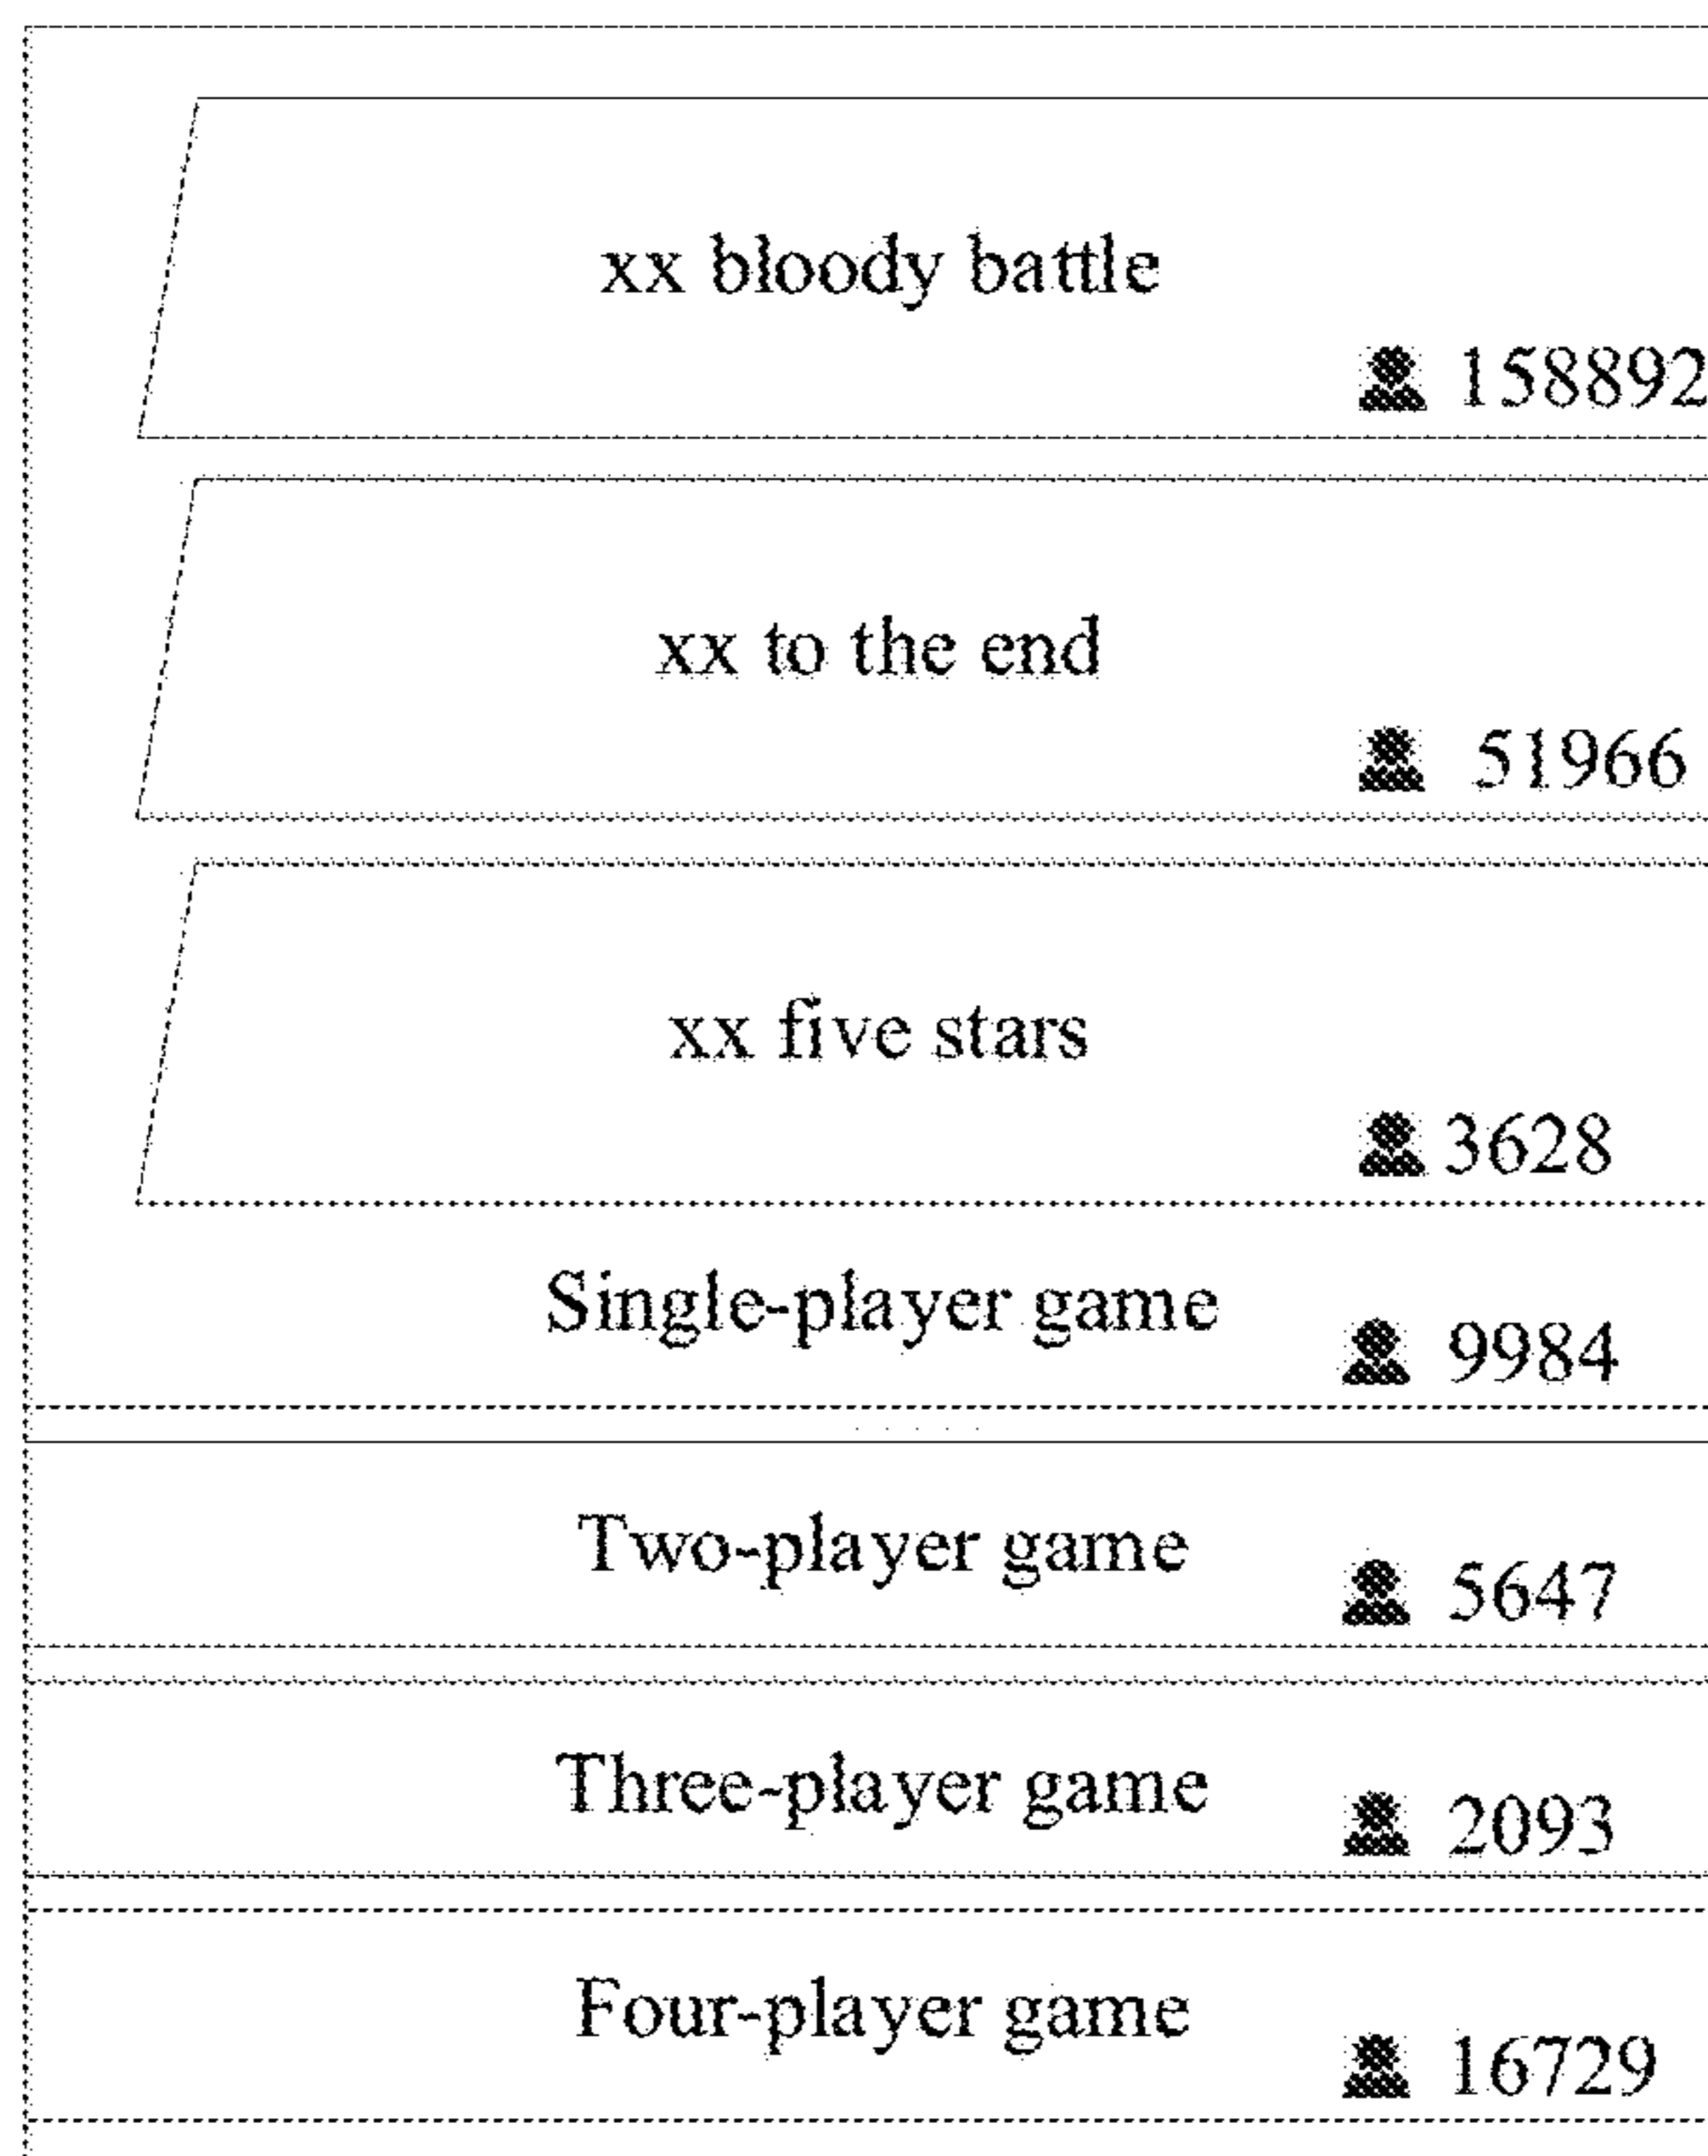 xx bloody battle
158892
xx to the end
51966
xx five stars
3628
Single-player game
9984
Two-player game
5647
Three-player game
2093
Four-player game
16729